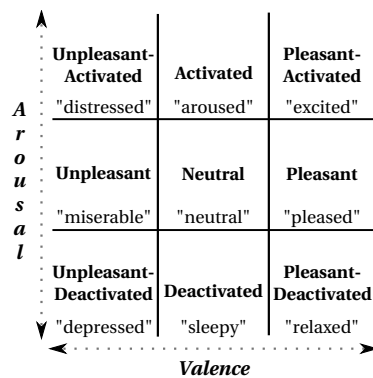 Unpleasant-
Activated
"distressed"
Activated
"aroused"
Pleasant-
Activated
"excited"
Arousal
Unpleasant
"miserable"
Neutral
"neutral"
Pleasant
"pleased"
Unpleasant-
Deactivated
"depressed"
Deactivated
"sleepy"
Pleasant-
Deactivated
"relaxed"
Valence